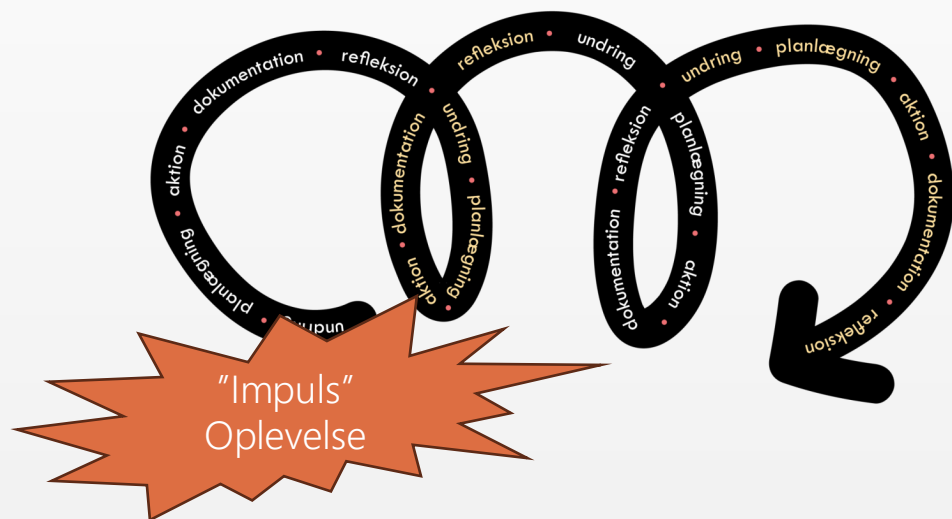 undring • planlægning • aktion • dokumentation • refleksion •
undring • planlægning • aktion • dokumentation • refleksion •
undring • planlægning • aktion • dokumentation • refleksion •
undring • planlægning • aktion • dokumentation • refleksion
”Impuls”
Oplevelse